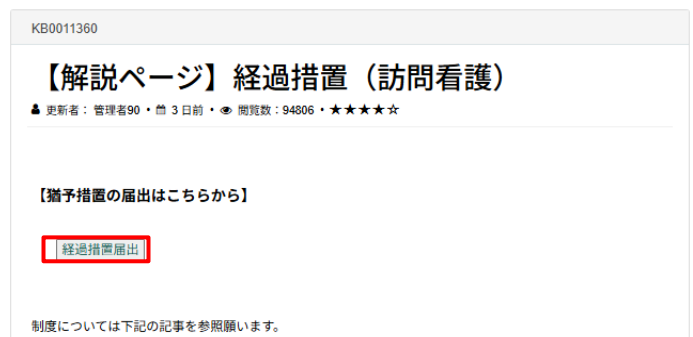 KB0011360
【解説ページ】経過措置（訪問看護）
更新者： 管理者90 • 3 日前 • 閲覧数：94806 • ★★★★☆
【猶予措置の届出はこちらから】
経過措置届出
制度については下記の記事を参照願います。